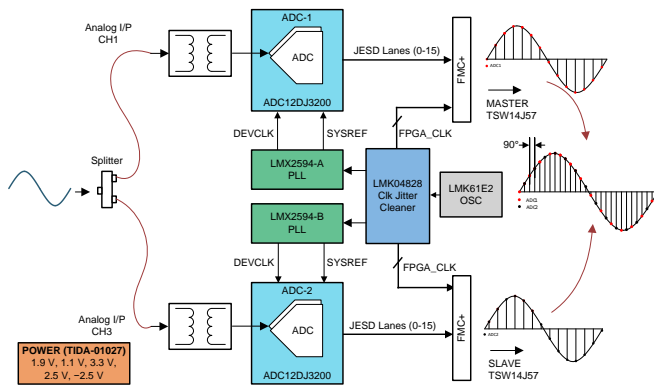 Analog I/P
CH1
ADC-1
ADC
ADC12DJ3200
JESD Lanes (0-15)
FMC+
ADC1
MASTER
TSW14J57
DEVCLK
SYSREF
FPGA_CLK
Splitter
LMX2594-A
PLL
LMK04828
Clk Jitter
Cleaner
LMK61E2
OSC
90°
ADC1
ADC2
LMX2594-B
PLL
DEVCLK
SYSREF
FPGA_CLK
ADC-2
ADC
ADC12DJ3200
Analog I/P
CH3
JESD Lanes (0-15)
FMC+
ADC2
SLAVE
TSW14J57
POWER (TIDA-01027)
1.9 V, 1.1 V, 3.3 V,
2.5 V, −2.5 V